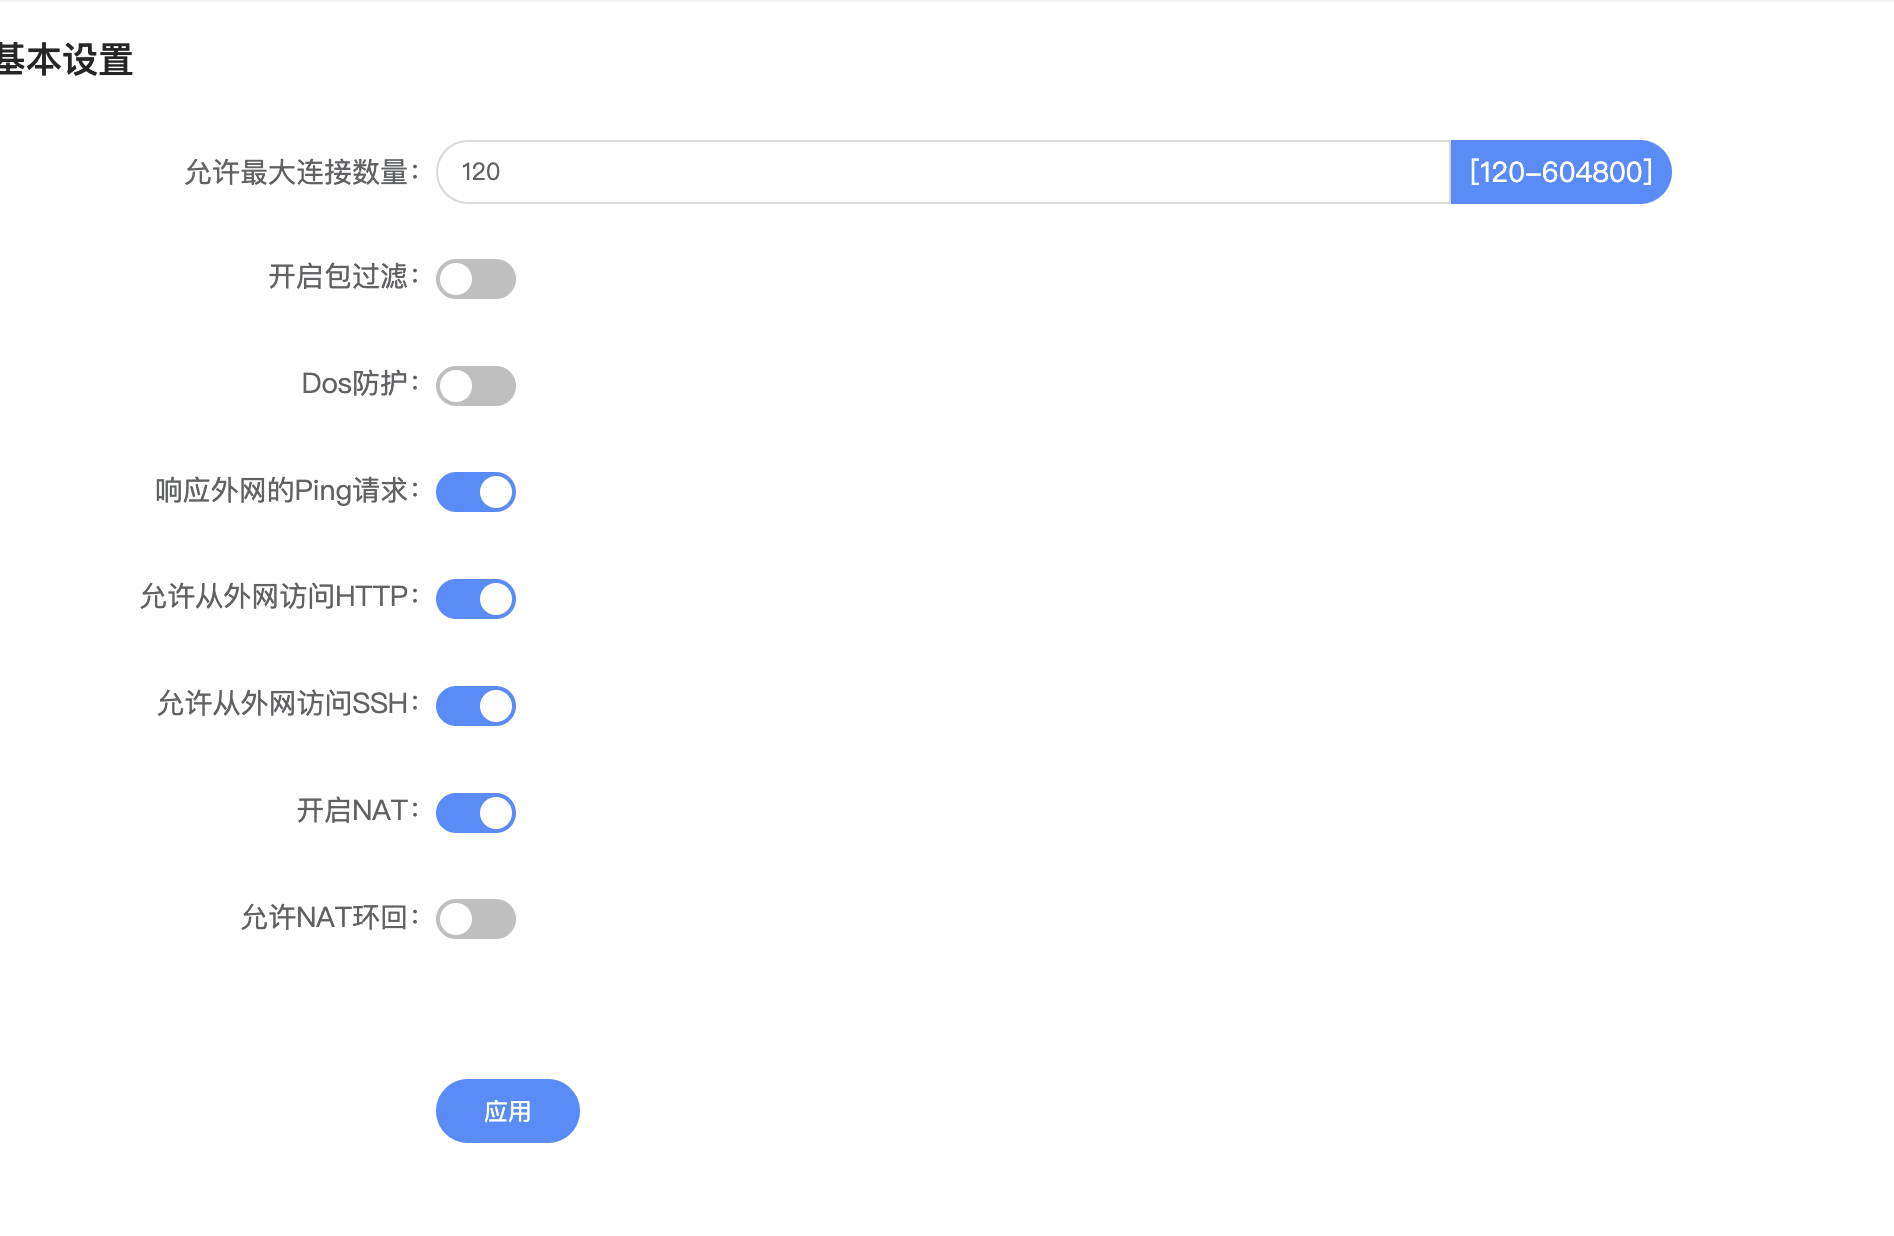 基本设置
允许最大连接数量: 120 [120-604800]
开启包过滤:
Dos防护:
响应外网的Ping请求:
允许从外网访问HTTP:
允许从外网访问SSH:
开启NAT:
允许NAT环回:
应用